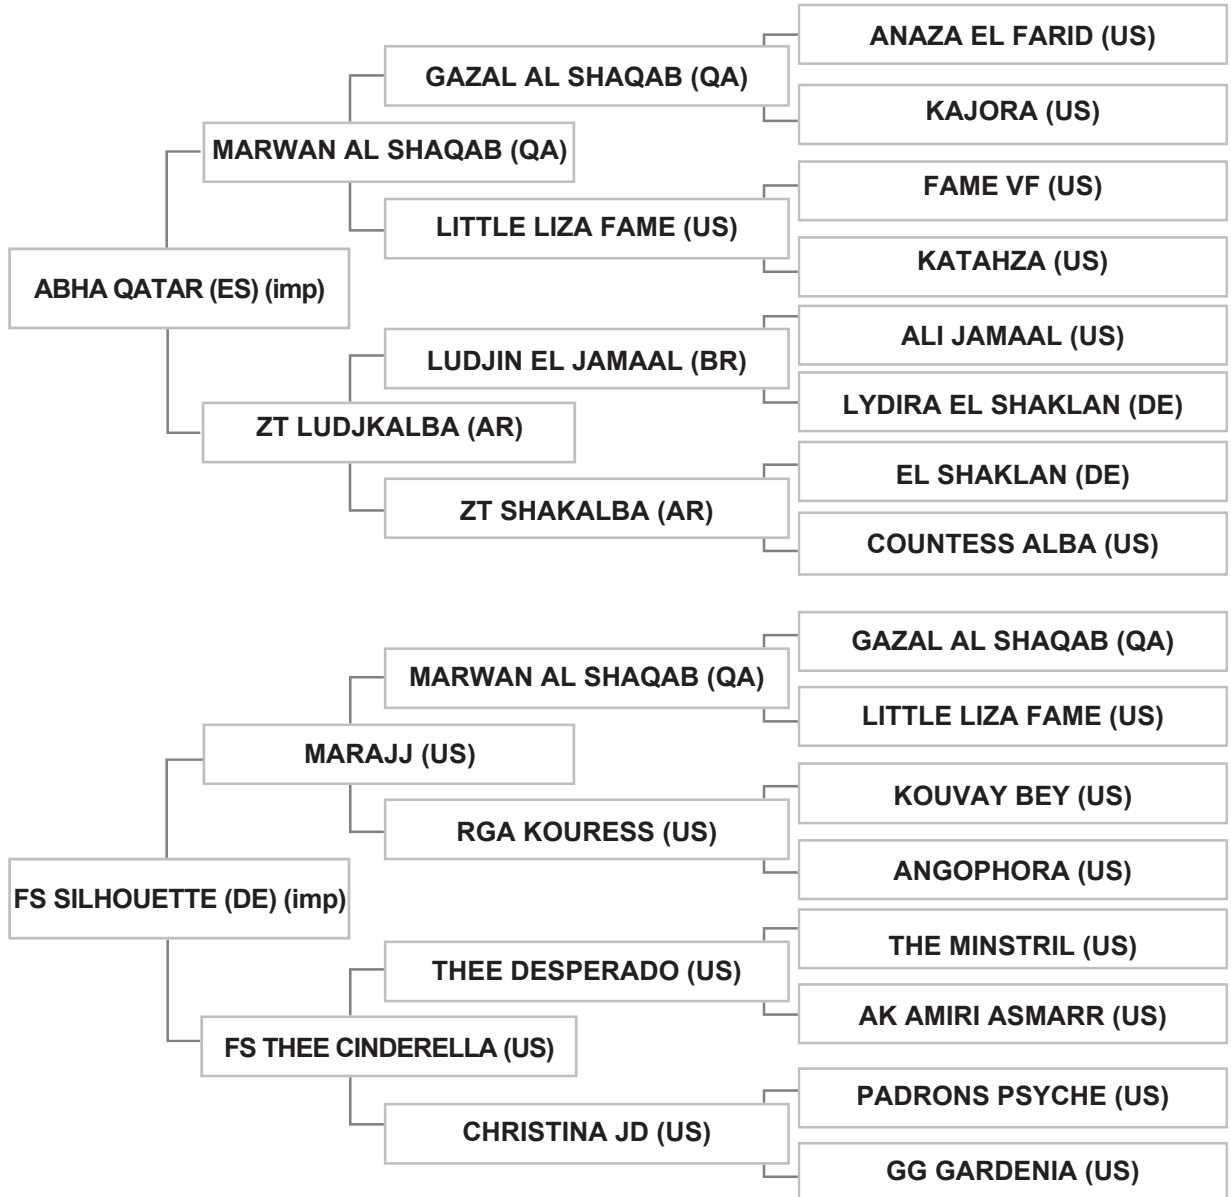 ANAZA EL FARID (US)
GAZAL AL SHAQAB (QA)
KAJORA (US)
MARWAN AL SHAQAB (QA)
FAME VF (US)
LITTLE LIZA FAME (US)
KATAHZA (US)
ABHA QATAR (ES) (imp)
ALI JAMAAL (US)
LUDJIN EL JAMAAL (BR)
LYDIRA EL SHAKLAN (DE)
ZT LUDJKALBA (AR)
EL SHAKLAN (DE)
ZT SHAKALBA (AR)
COUNTESS ALBA (US)
GAZAL AL SHAQAB (QA)
MARWAN AL SHAQAB (QA)
LITTLE LIZA FAME (US)
MARAJJ (US)
KOUVAY BEY (US)
RGA KOURESS (US)
ANGOPHORA (US)
FS SILHOUETTE (DE) (imp)
THE MINSTRIL (US)
THEE DESPERADO (US)
AK AMIRI ASMARR (US)
FS THEE CINDERELLA (US)
PADRONS PSYCHE (US)
CHRISTINA JD (US)
GG GARDENIA (US)